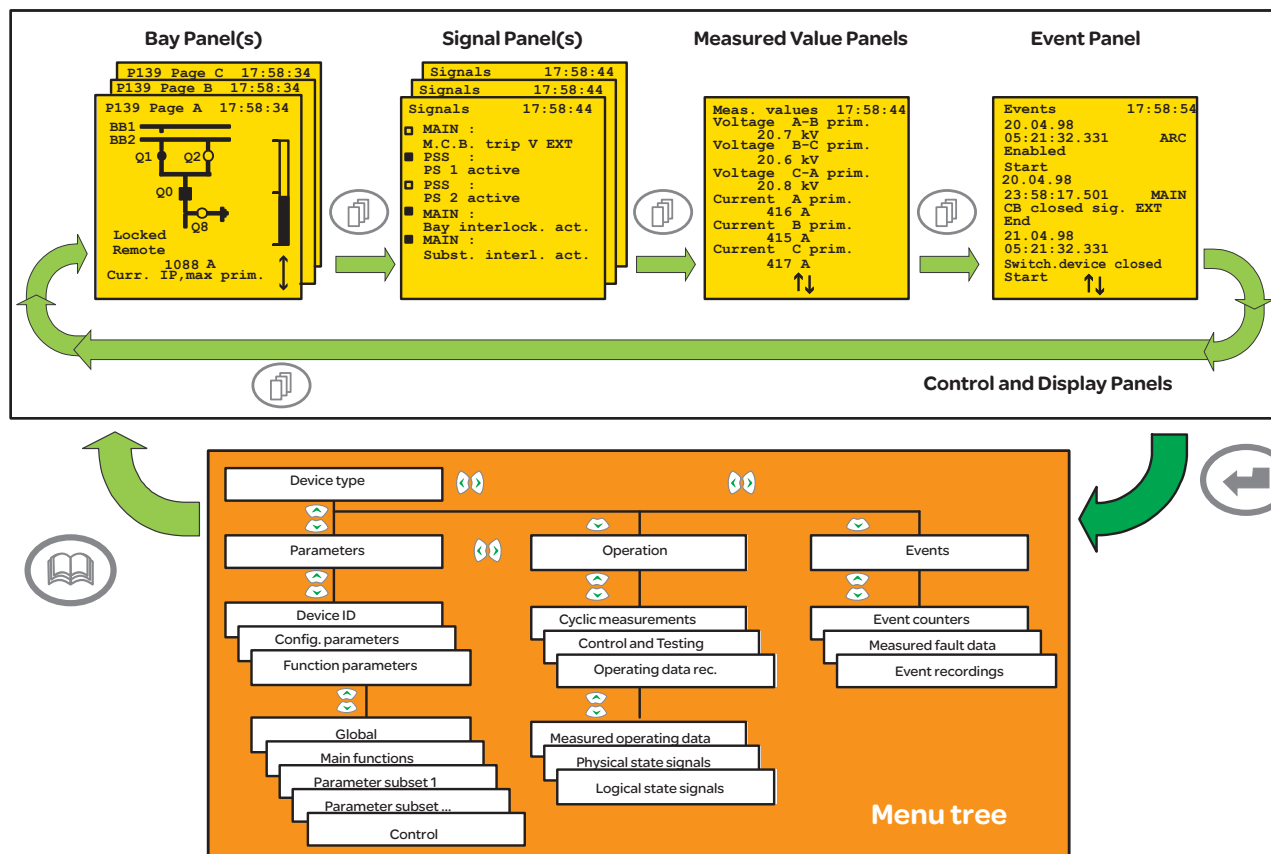 Bay Panel(s)
Signal Panel(s)
Measured Value Panels
Event Panel
P139 Page C 17:58:34
P139 Page B 17:58:34
P139 Page A 17:58:34
BB1
BB2
Q1
Q2
Q0
Q8
Locked
Remote
1088 A
Curr. IP,max prim.
Signals 17:58:44
Signals 17:58:44
Signals 17:58:44
MAIN :
M.C.B. trip V EXT
PSS :
PS 1 active
PSS :
PS 2 active
MAIN :
Bay interlock. act.
MAIN :
Subst. interl. act.
Meas. values 17:58:44
Voltage A-B prim.
20.7 kV
Voltage B-C prim.
20.6 kV
Voltage C-A prim.
20.8 kV
Current A prim.
416 A
Current B prim.
415 A
Current C prim.
417 A
Events 17:58:54
20.04.98
05:21:32.331 ARC
Enabled
Start
20.04.98
23:58:17.501 MAIN
CB closed sig. EXT
End
21.04.98
05:21:32.331
Switch.device closed
Start
Control and Display Panels
Device type
Parameters
Operation
Events
Device ID
Config. parameters
Function parameters
Cyclic measurements
Control and Testing
Operating data rec.
Event counters
Measured fault data
Event recordings
Global
Main functions
Parameter subset 1
Parameter subset ...
Control
Measured operating data
Physical state signals
Logical state signals
Menu tree